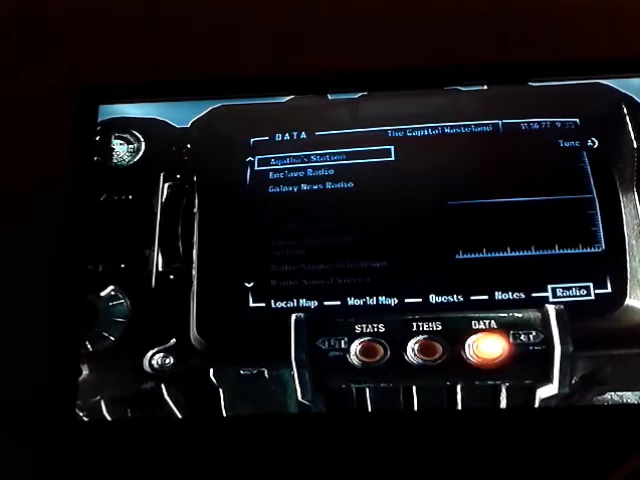 DATA
The Capital Wasteland
Tune A)
Agatha's Station
Enclave Radio
Galaxy News Radio
Local Map
World Map
Quests
Notes
Radio
STATS
ITEMS
DATA